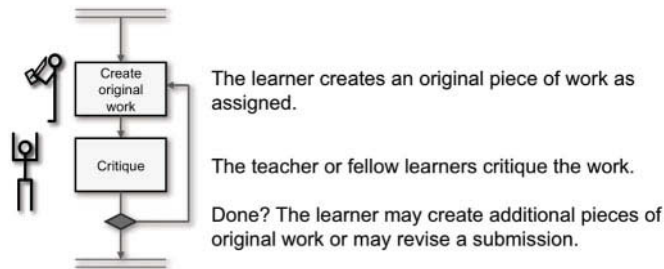 Create
original
work
The learner creates an original piece of work as
assigned.
Critique
The teacher or fellow learners critique the work.
Done? The learner may create additional pieces of
original work or may revise a submission.